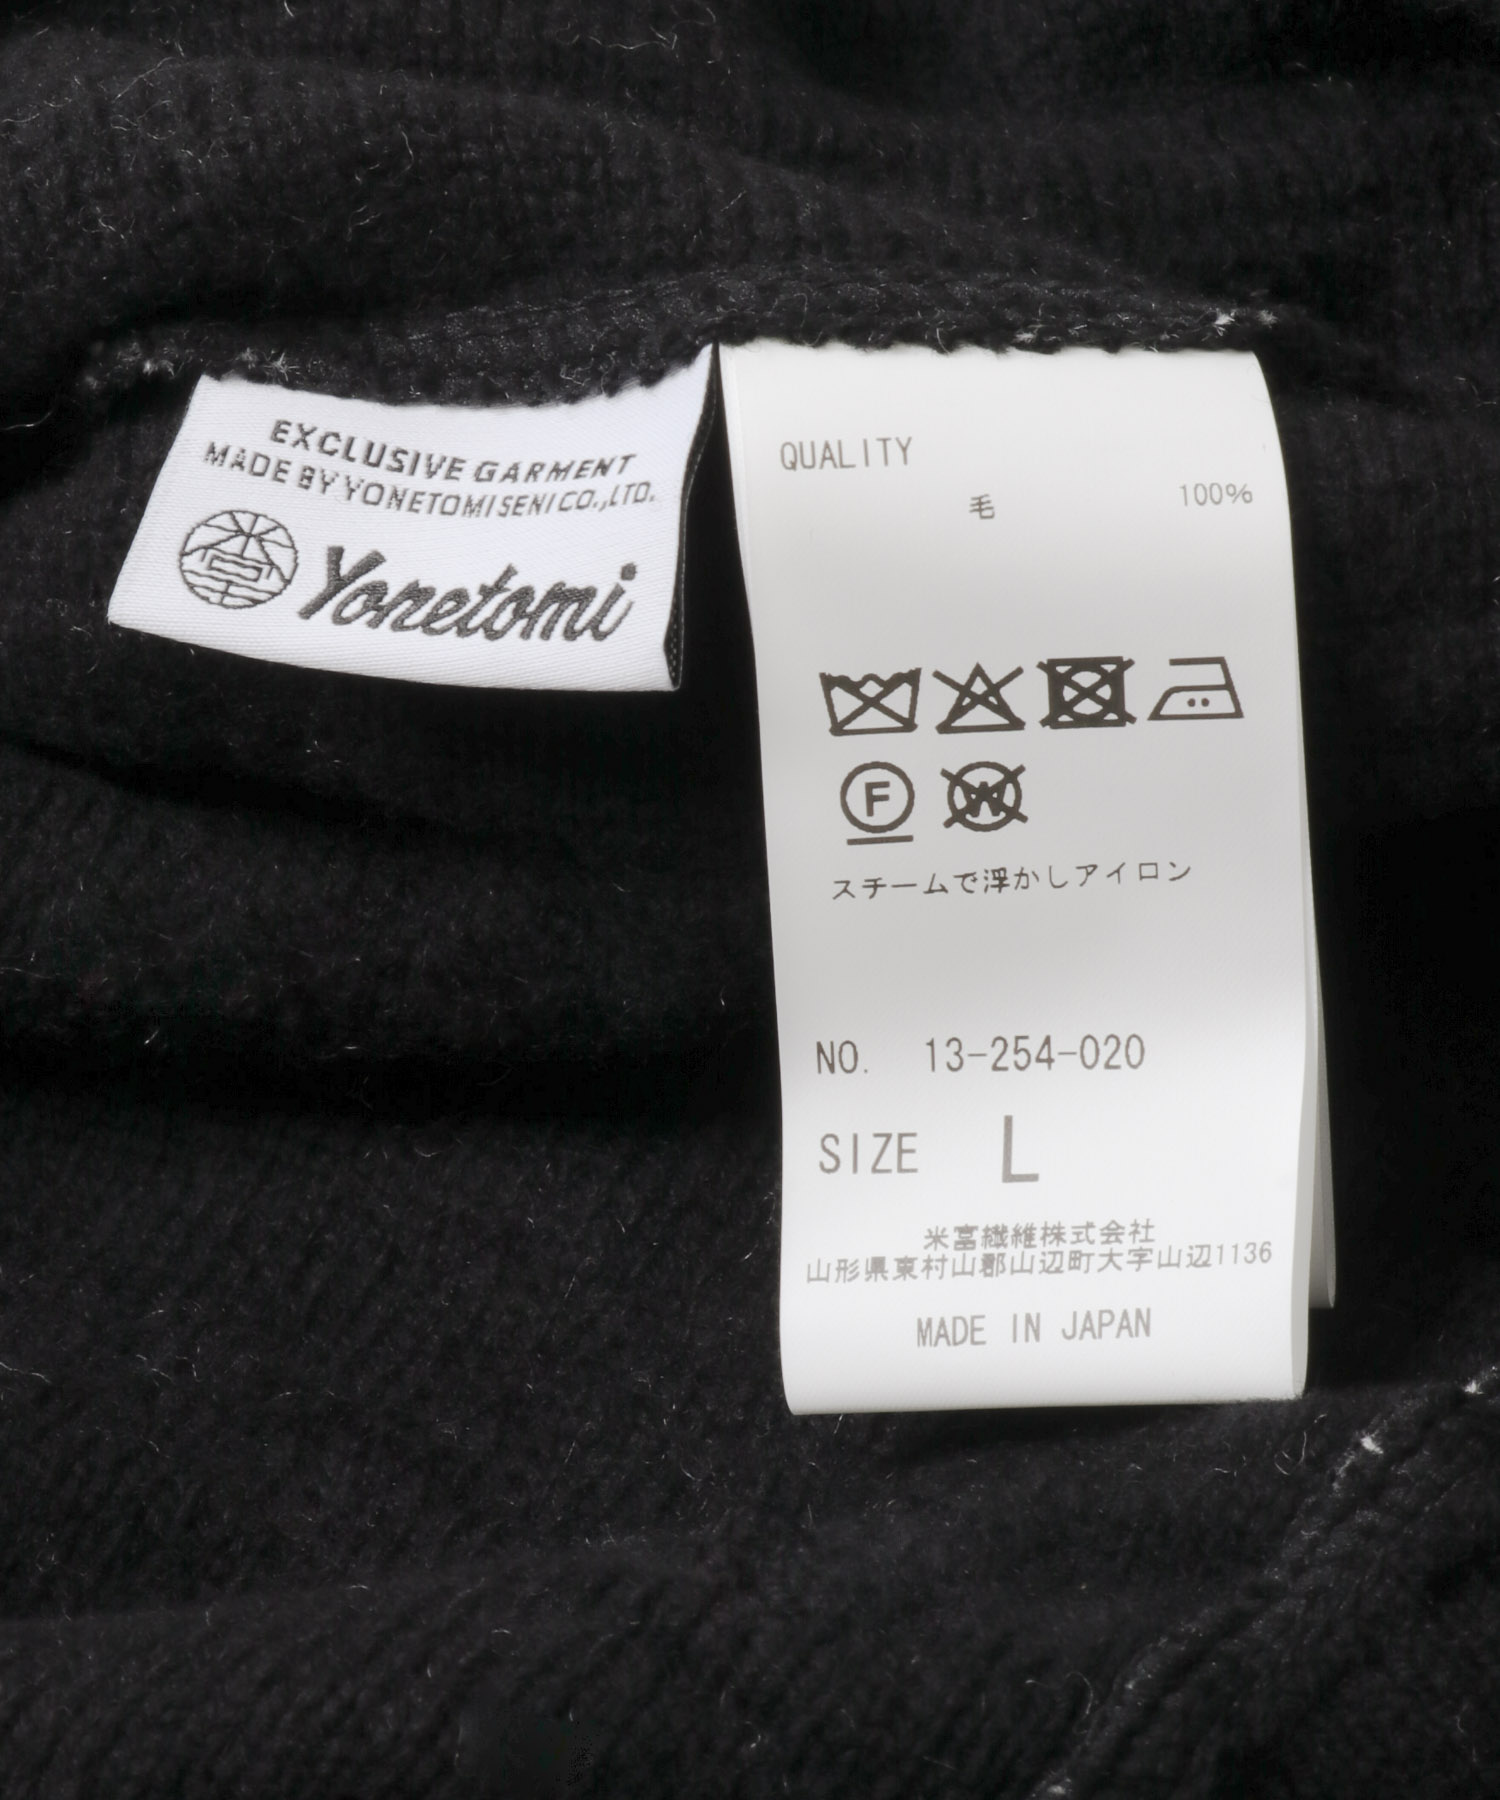 EXCLUSIVE GARMENT
MADE BY YONETOMI SENI CO.,LTD.
Yonetomi
QUALITY
毛 100%
F
W
スチームで浮かしアイロン
NO. 13-254-020
SIZE L
米富繊維株式会社
山形県東村山郡山辺町大字山辺1136
MADE IN JAPAN